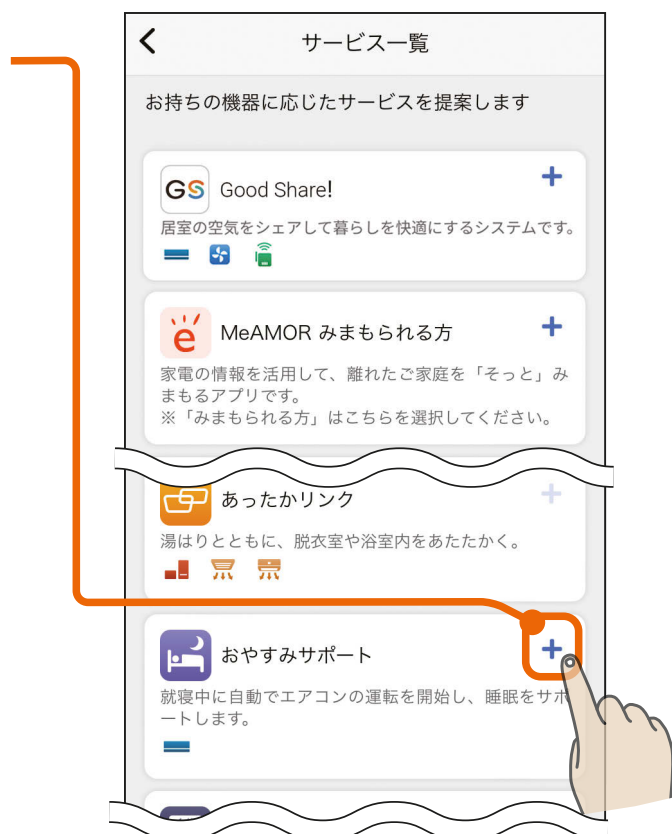 サービス一覧
お持ちの機器に応じたサービスを提案します
GS Good Share!
居室の空気をシェアして暮らしを快適にするシステムです。
e MeAMOR みまもられる方
家電の情報を活用して、離れたご家庭を「そっと」み
まもるアプリです。
※「みまもられる方」はこちらを選択してください。
あったかリンク
湯はりとともに、脱衣室や浴室内をあたたかく。
おやすみサポート
就寝中に自動でエアコンの運転を開始し、睡眠をサポ
ートします。